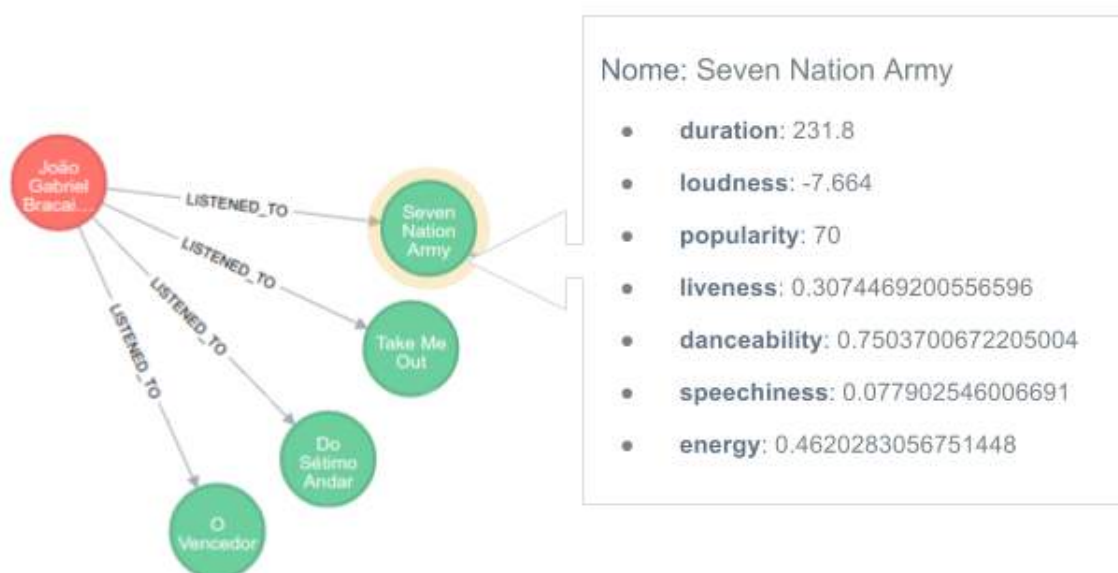 Nome: Seven Nation Army
duration: 231.8
loudness: -7.664
popularity: 70
liveness: 0.3074469200556596
danceability: 0.7503700672205004
speechiness: 0.077902546006691
energy: 0.4620283056751448
João
Gabriel
Bracai...
LISTENED_TO
Seven
Nation
Army
LISTENED_TO
Take Me
Out
LISTENED_TO
Do
Sétimo
Andar
LISTENED_TO
O
Vencedor